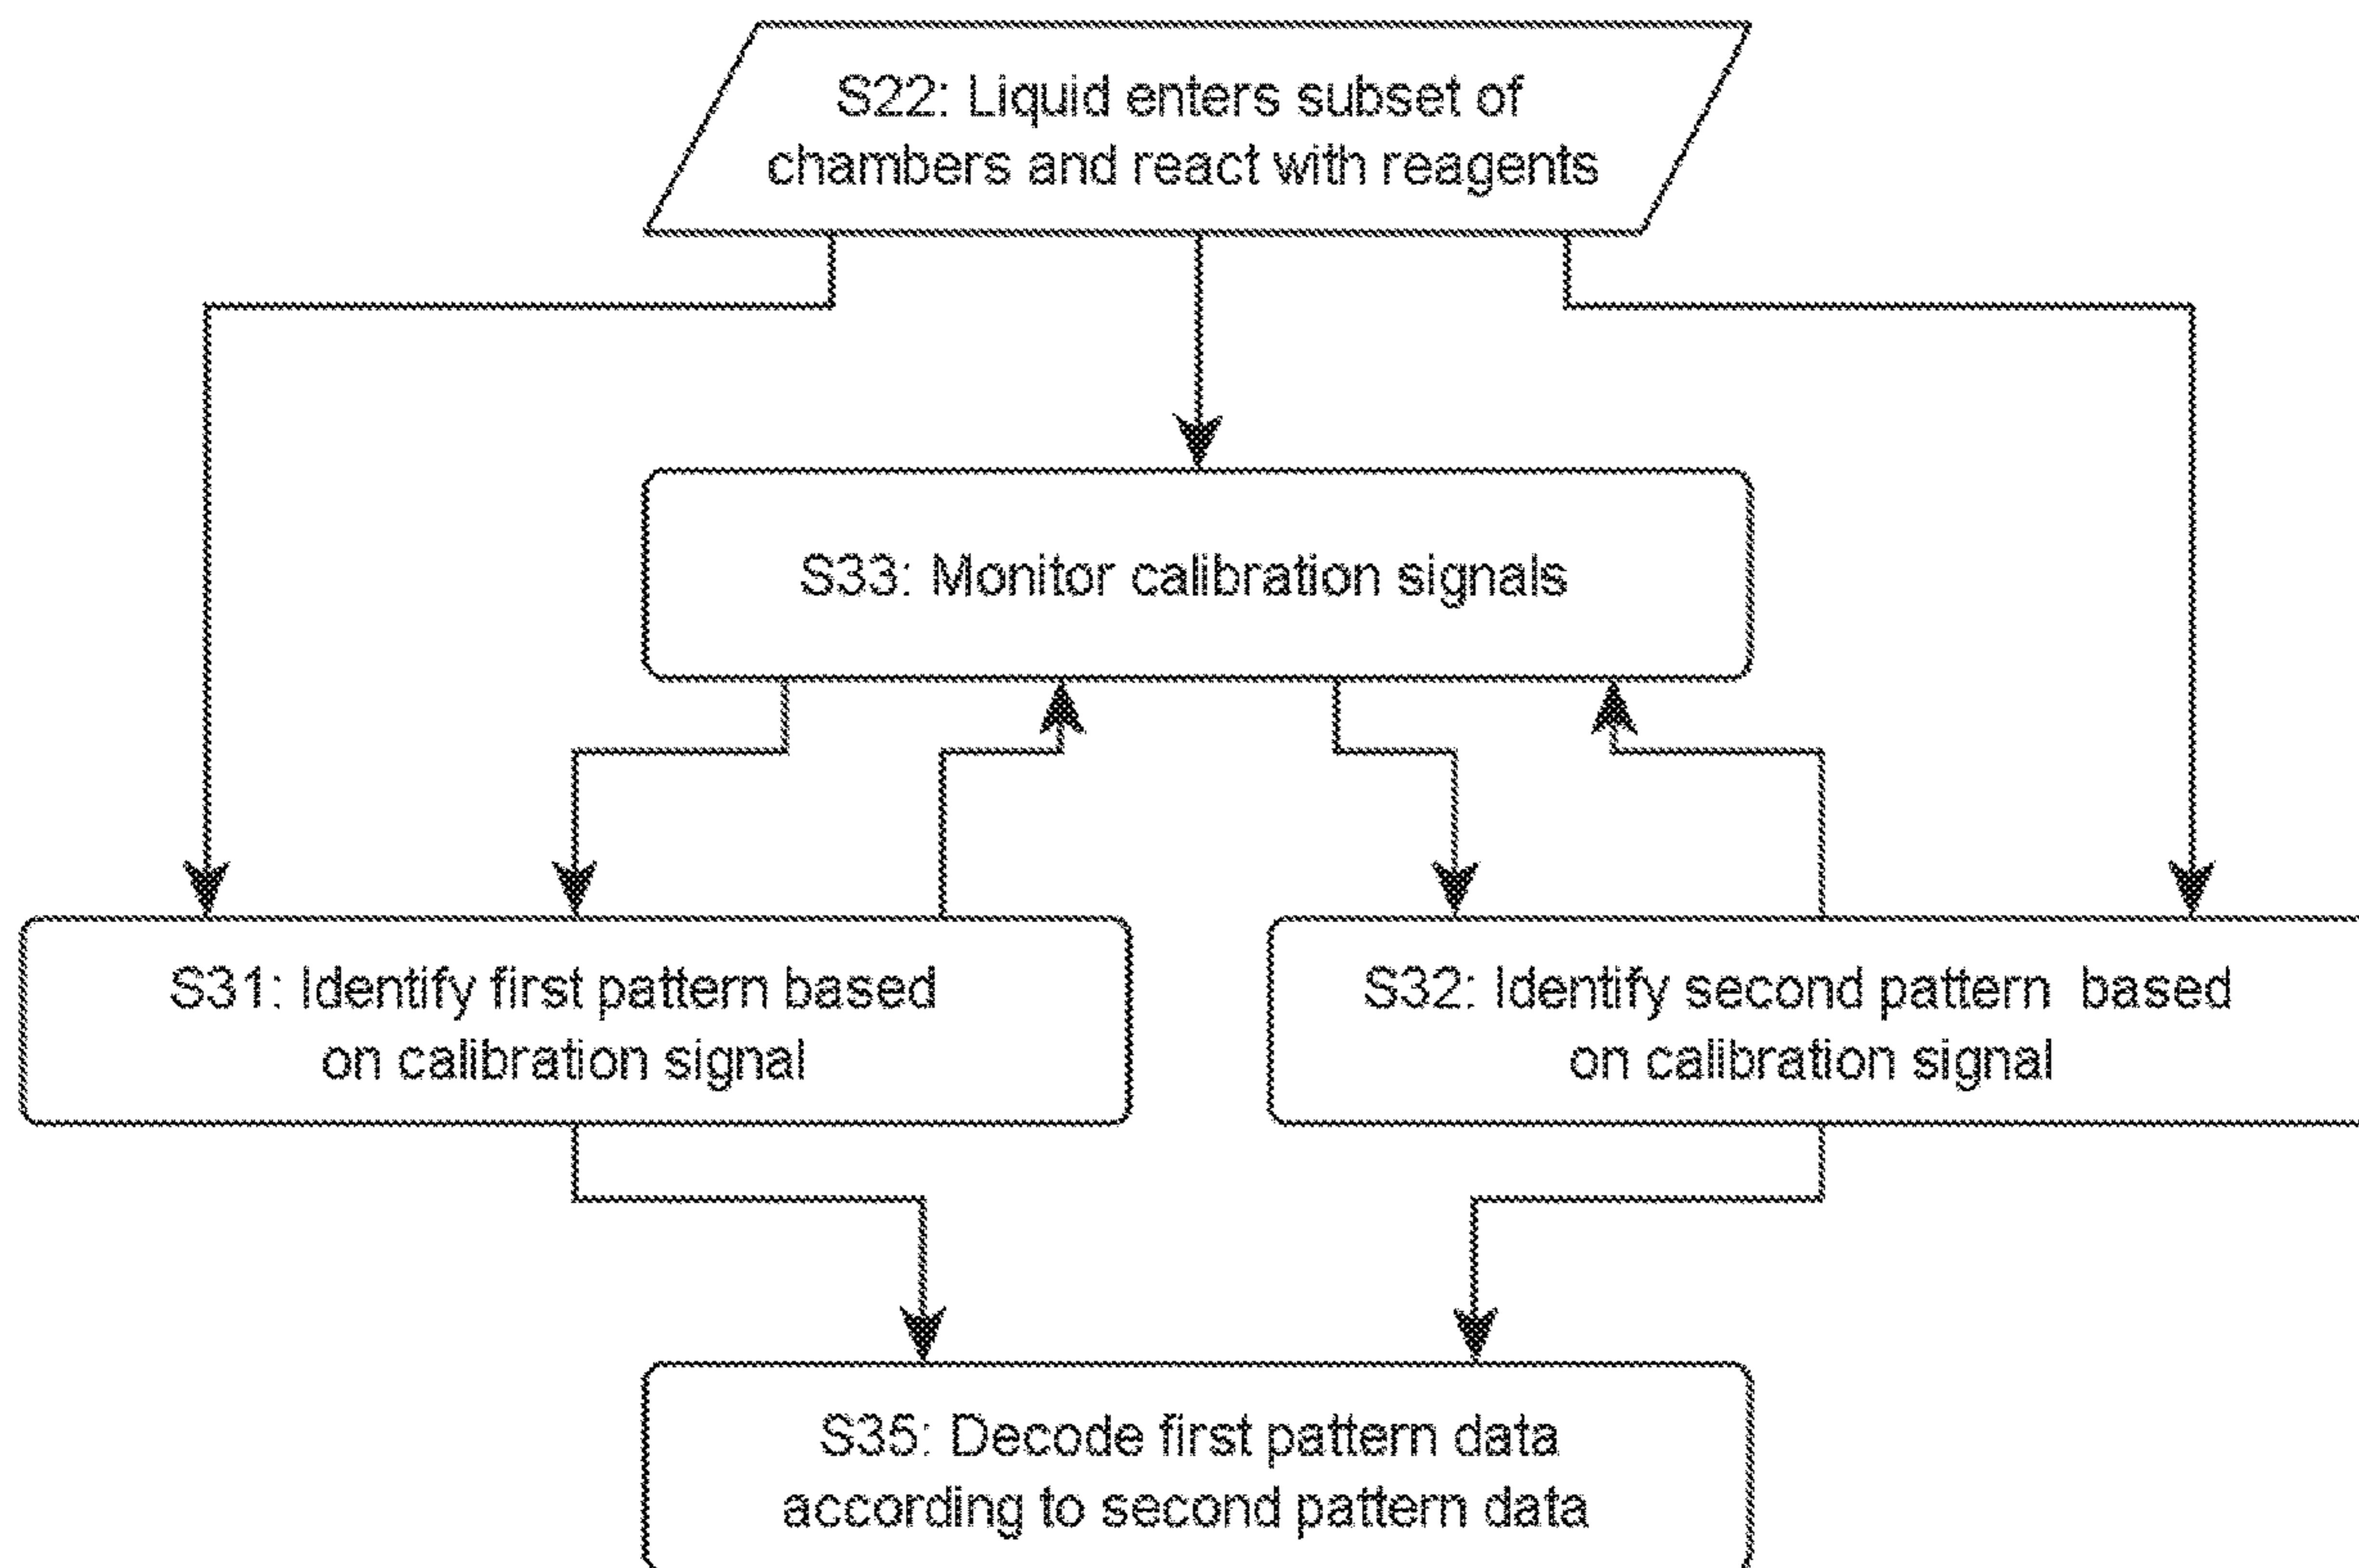 S22: Liquid enters subset of
chambers and react with reagents
S33: Monitor calibration signals
S31: Identify first pattern based
on calibration signal
S32: Identify second pattern based
on calibration signal
S35: Decode first pattern data
according to second pattern data